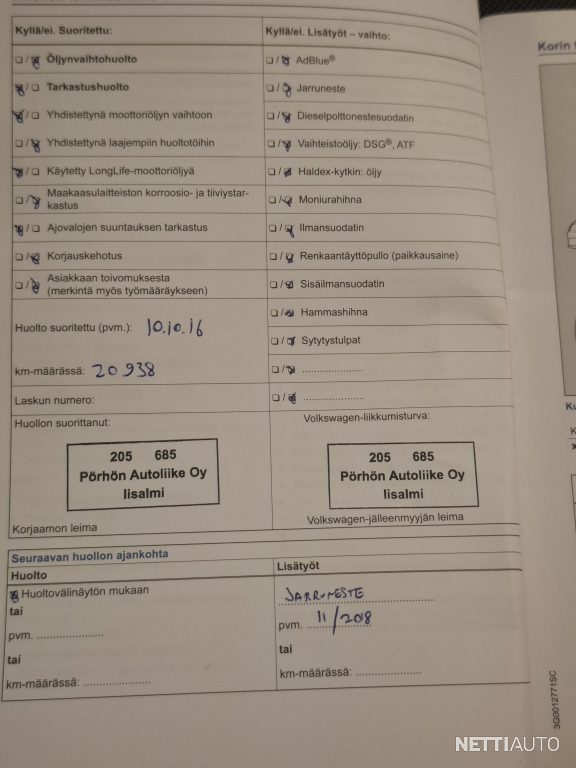 Kyllä/ei. Suoritettu:
❑ / ❑ Öljynvaihtohuolto
❑ / ❑ Tarkastushuolto
❑ / ❑ Yhdistettynä moottoriöljyn vaihtoon
❑ / ❑ Yhdistettynä laajempiin huoltotöihin
❑ / ❑ Käytetty LongLife-moottoriöljyä
❑ / ❑ Maakaasulaitteiston korroosio- ja tiiviystar-
kastus
❑ / ❑ Ajovalojen suuntauksen tarkastus
❑ / ❑ Korjauskehotus
❑ / ❑ Asiakkaan toivomuksesta
(merkintä myös työmääräykseen)
Huolto suoritettu (pvm.): 10.10.16
km-määrässä: 20 938
Laskun numero:
Huollon suorittanut:
205 685
Pörhön Autoliike Oy
Iisalmi
Korjaamon leima
Kyllä/ei. Lisätyöt – vaihto:
❑ / ❑ AdBlue®
❑ / ❑ Jarruneste
❑ / ❑ Dieselpolttonestesuodatin
❑ / ❑ Vaihteistoöljy: DSG®, ATF
❑ / ❑ Haldex-kytkin: öljy
❑ / ❑ Moniurahihna
❑ / ❑ Ilmansuodatin
❑ / ❑ Renkaantäyttöpullo (paikkausaine)
❑ / ❑ Sisäilmansuodatin
❑ / ❑ Hammashihna
❑ / ❑ Sytytystulpat
❑ / ❑ ....................
❑ / ❑ ....................
Volkswagen-liikkumisturva:
205 685
Pörhön Autoliike Oy
Iisalmi
Volkswagen-jälleenmyyjän leima
Seuraavan huollon ajankohta
Huolto
❑ Huoltovälinäytön mukaan
tai
pvm. ....................
tai
km-määrässä: ....................
Lisätyöt
JARRUNESTE
pvm. 11/2018
tai
km-määrässä: ....................
Korin
3G0012771SC
NETTIAUTO